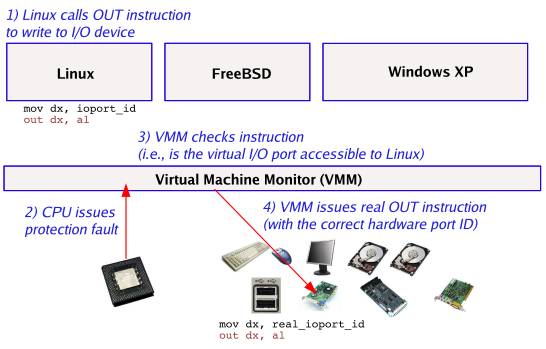 1) Linux calls OUT instruction
to write to I/O device
Linux
FreeBSD
Windows XP
mov dx, ioport_id
out dx, al
3) VMM checks instruction
(i.e., is the virtual I/O port accessible to Linux)
Virtual Machine Monitor (VMM)
2) CPU issues
protection fault
4) VMM issues real OUT instruction
(with the correct hardware port ID)
mov dx, real_ioport_id
out dx, al